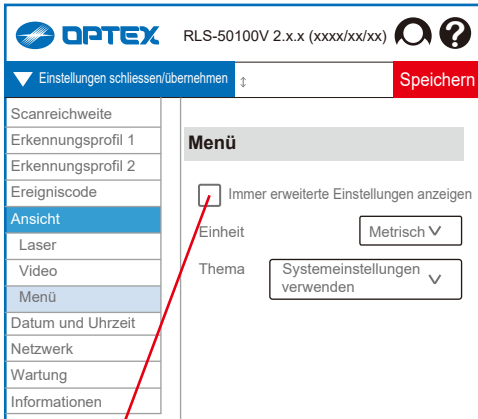 OPTEX
RLS-50100V 2.x.x (xxxx/xx/xx)
Einstellungen schliessen/übernehmen
Speichern
Scanreichweite
Erkennungsprofil 1
Erkennungsprofil 2
Ereigniscode
Ansicht
Laser
Video
Menü
Datum und Uhrzeit
Netzwerk
Wartung
Informationen
Menü
Immer erweiterte Einstellungen anzeigen
Einheit
Metrisch
Thema
Systemeinstellungen
verwenden